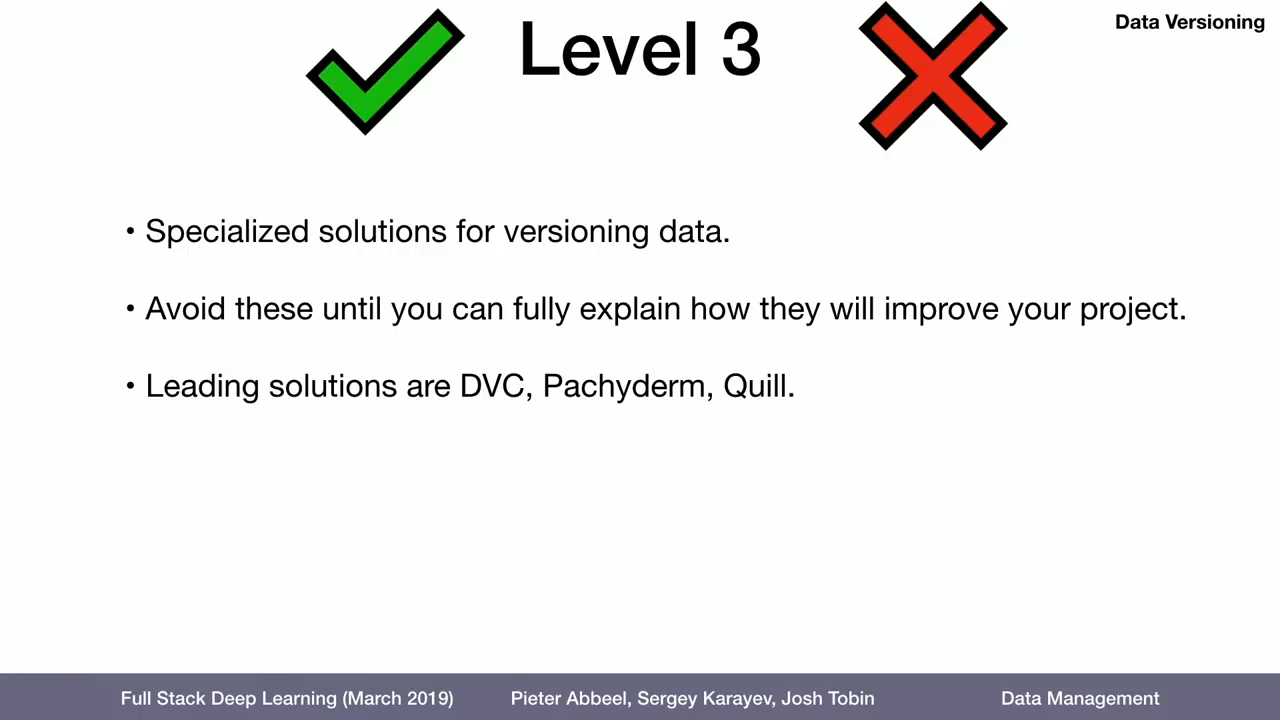 Data Versioning
Level 3
• Specialized solutions for versioning data.
• Avoid these until you can fully explain how they will improve your project.
• Leading solutions are DVC, Pachyderm, Quill.
Full Stack Deep Learning (March 2019) Pieter Abbeel, Sergey Karayev, Josh Tobin Data Management